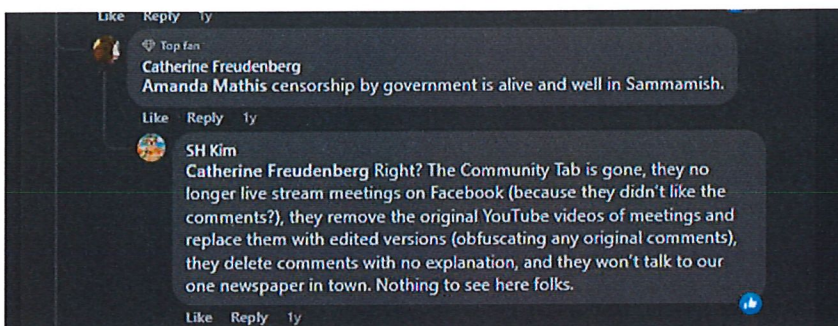 Like Reply 1y
Top fan
Catherine Freudenberg
Amanda Mathis censorship by government is alive and well in Sammamish.
Like Reply 1y
SH Kim
Catherine Freudenberg Right? The Community Tab is gone, they no
longer live stream meetings on Facebook (because they didn't like the
comments?), they remove the original YouTube videos of meetings and
replace them with edited versions (obfuscating any original comments),
they delete comments with no explanation, and they won't talk to our
one newspaper in town. Nothing to see here folks.
Like Reply 1y